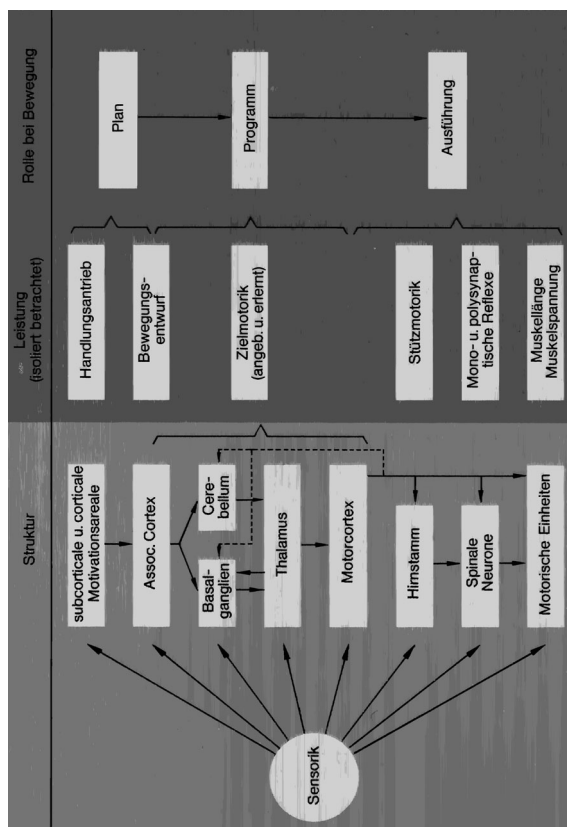 Struktur
Leistung
(isoliert betrachtet)
Rolle bei Bewegung
subcorticale u. corticale
Motivationsareale
Handlungsantrieb
Plan
Assoc. Cortex
Bewegungs-
entwurf
Basal-
ganglien
Cere-
bellum
Thalamus
Zielmotorik
(angeb. u. erlernt)
Programm
Motorcortex
Hirnstamm
Stützmotorik
Ausführung
Spinale
Neurone
Mono- u. polysynap-
tische Reflexe
Motorische Einheiten
Muskellänge
Muskelspannung
Sensorik